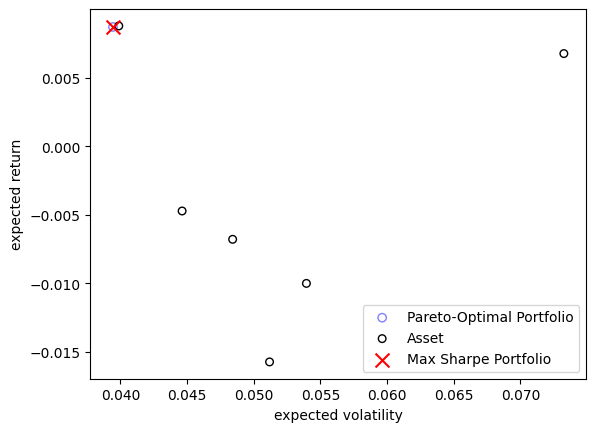 0.005
0.000
−0.005
−0.010
−0.015
expected return
0.040 0.045 0.050 0.055 0.060 0.065 0.070
expected volatility
Pareto-Optimal Portfolio
Asset
Max Sharpe Portfolio